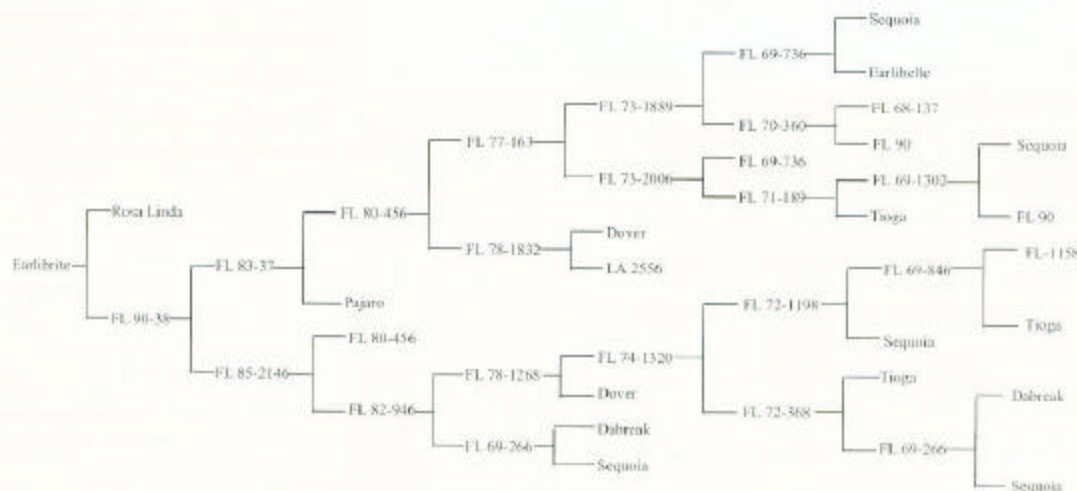 Sequoia
FL 69-736
Earlibelle
FL 73-1889
FL 68-137
FL 70-360
FL 77-163
FL 90
Sequoia
FL 69-736
FL 73-2006
FL 69-1302
FL 71-189
Rosa Linda
FL 80-456
Tioga
FL 90
Dover
FL 78-1832
FL-1158
Earlibrite
FL 83-37
LA 2556
FL 69-846
Pajaro
FL 72-1198
FL 90-38
Tioga
FL 80-456
Sequoia
FL 74-1320
FL 85-2146
FL 78-1268
Tioga
Dover
Dabreak
FL 82-946
FL 72-368
Dabreak
FL 69-266
FL 69-266
Sequoia
Sequoia